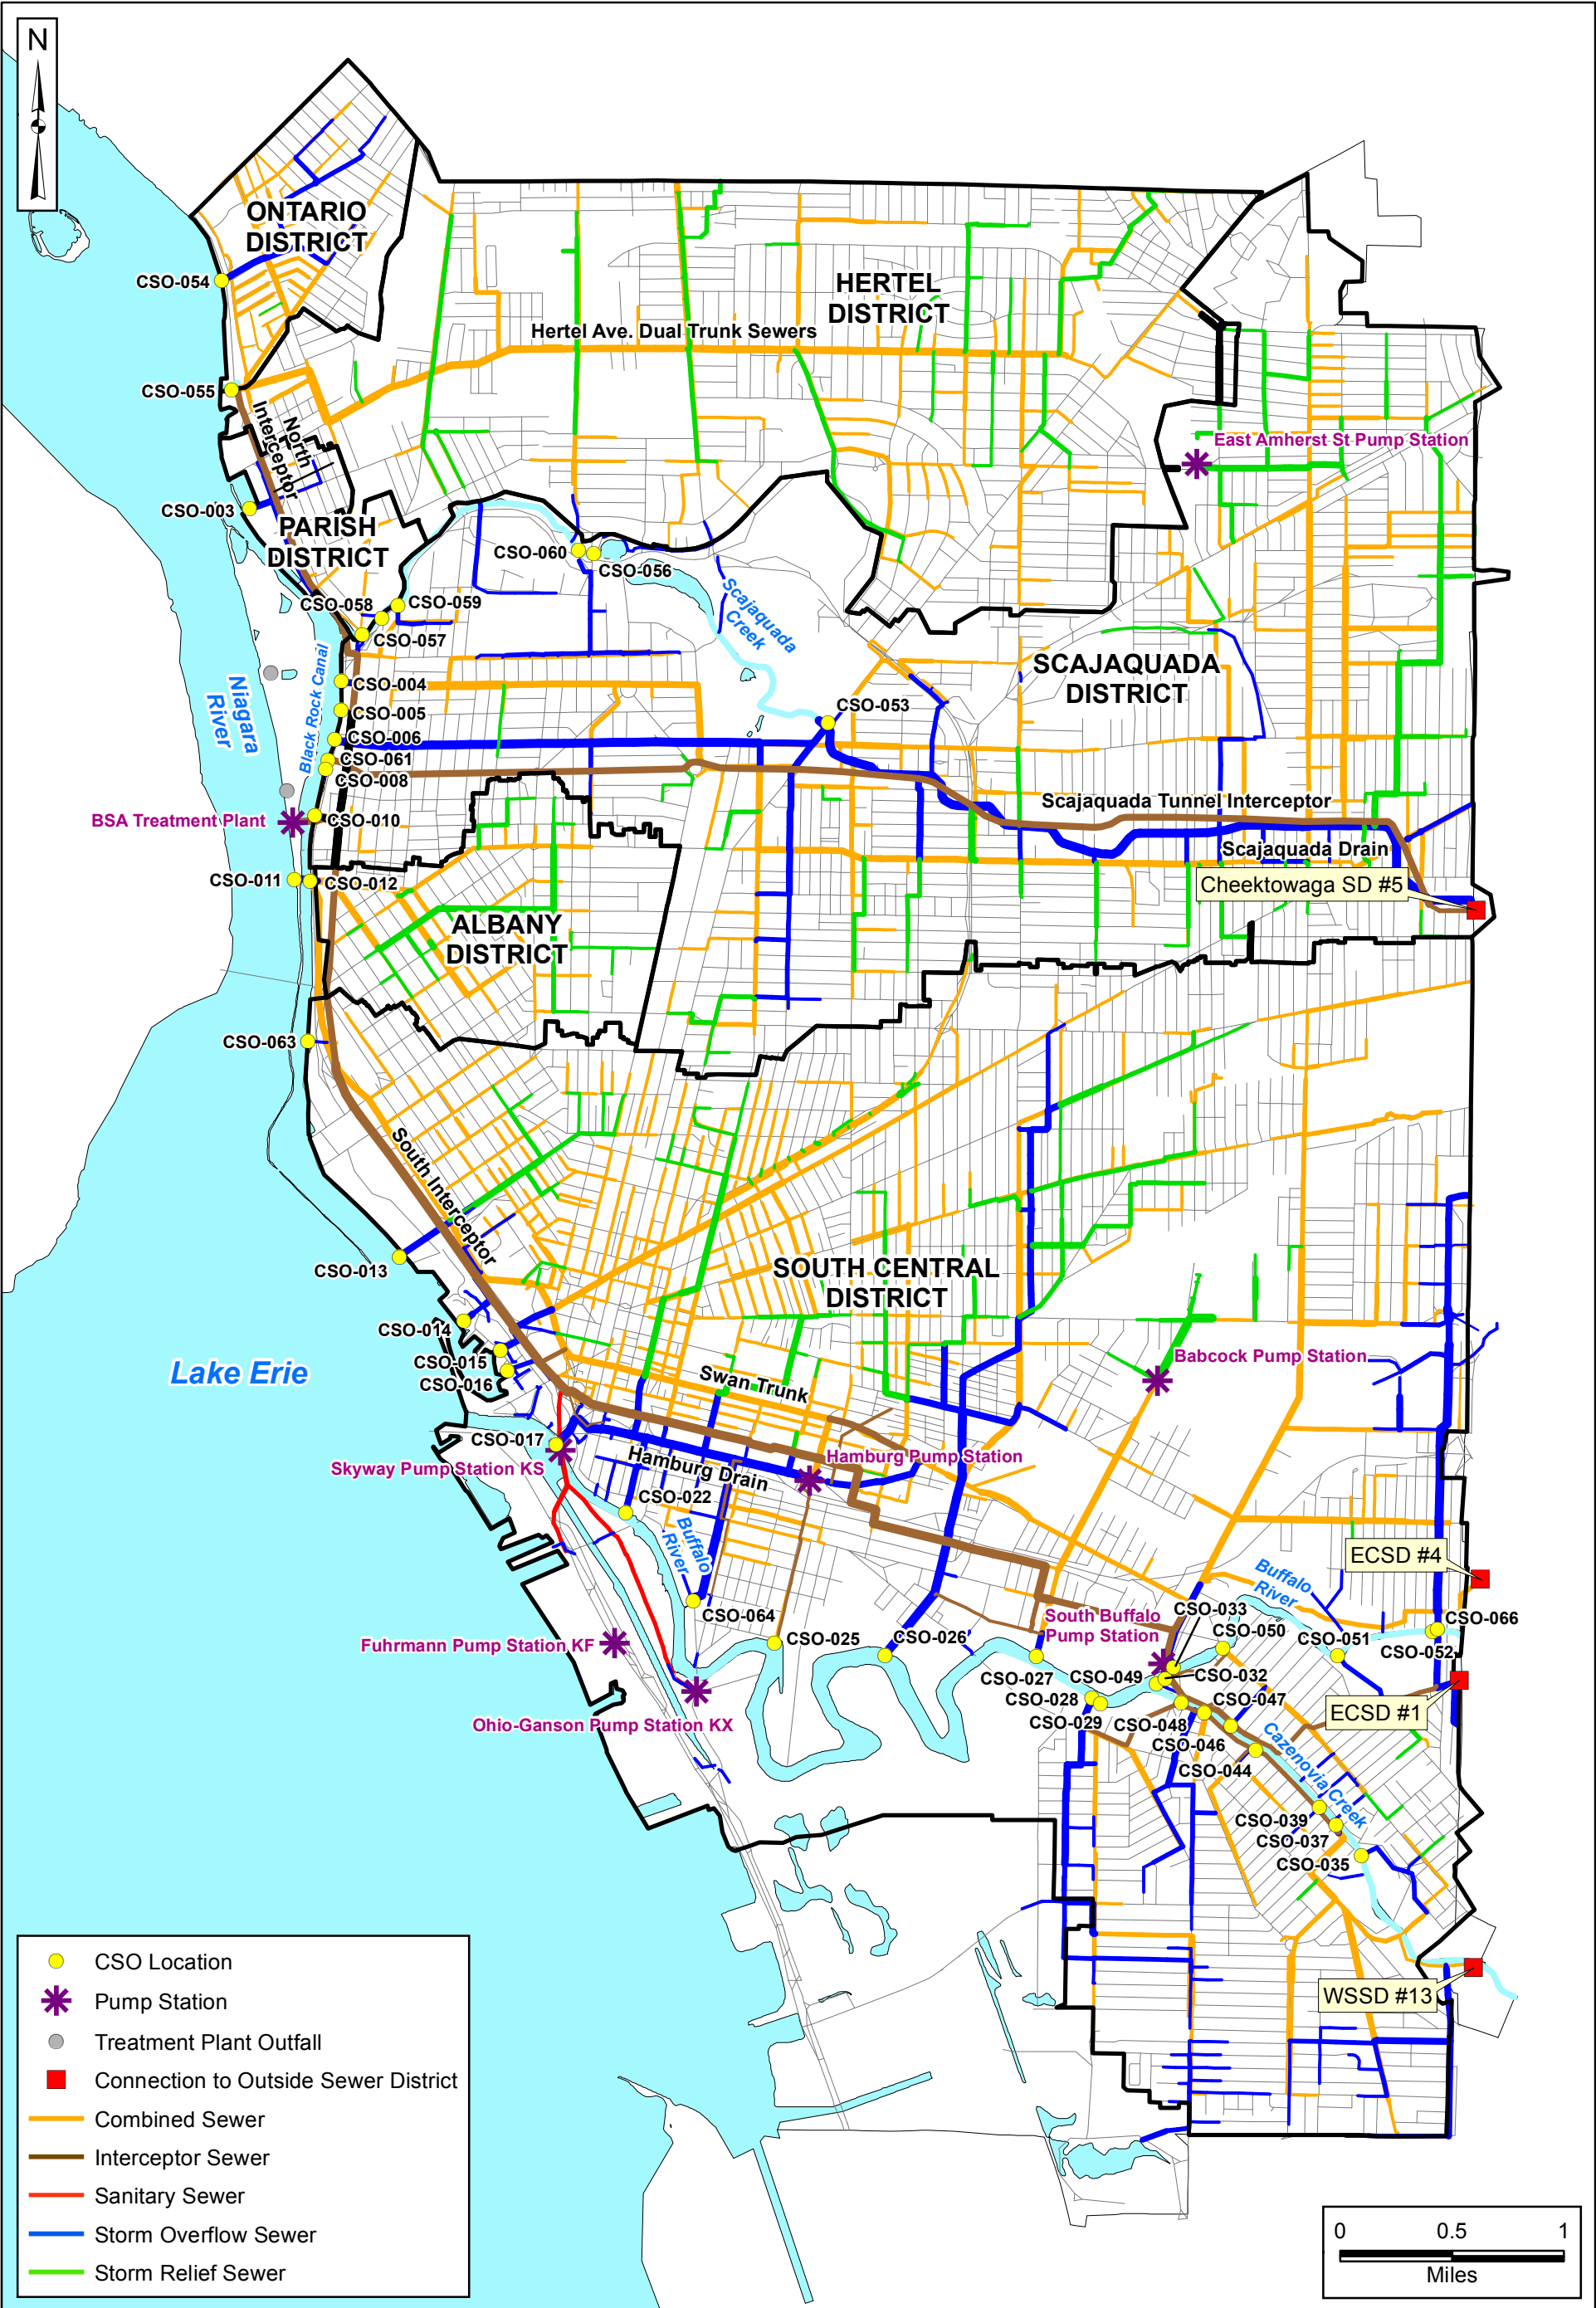 N
ONTARIO
DISTRICT
CSO-054
HERTEL
DISTRICT
Hertel Ave. Dual Trunk Sewers
CSO-055
North
Interceptor
East Amherst St Pump Station
CSO-003
PARISH
DISTRICT
CSO-060
CSO-056
Scajaquada
Creek
CSO-058
CSO-059
CSO-057
SCAJAQUADA
DISTRICT
Niagara
River
Black Rock Canal
CSO-004
CSO-005
CSO-053
CSO-006
CSO-061
CSO-008
Scajaquada Tunnel Interceptor
BSA Treatment Plant
CSO-010
Scajaquada Drain
CSO-011
CSO-012
Cheektowaga SD #5
ALBANY
DISTRICT
CSO-063
South Interceptor
CSO-013
SOUTH CENTRAL
DISTRICT
CSO-014
CSO-015
CSO-016
Lake Erie
Babcock Pump Station
Swan Trunk
CSO-017
Skyway Pump Station KS
Hamburg Drain
Hamburg Pump Station
CSO-022
Buffalo
River
ECSD #4
Buffalo
River
CSO-064
South Buffalo
Pump Station
CSO-033
CSO-066
CSO-050
CSO-051
CSO-052
Fuhrmann Pump Station KF
CSO-025
CSO-026
CSO-027
CSO-049
CSO-032
CSO-028
CSO-047
ECSD #1
Ohio-Ganson Pump Station KX
CSO-029
CSO-048
CSO-046
CSO-044
Cazenovia Creek
CSO-039
CSO-037
CSO-035
WSSD #13
CSO Location
Pump Station
Treatment Plant Outfall
Connection to Outside Sewer District
Combined Sewer
Interceptor Sewer
Sanitary Sewer
Storm Overflow Sewer
Storm Relief Sewer
0 0.5 1
Miles